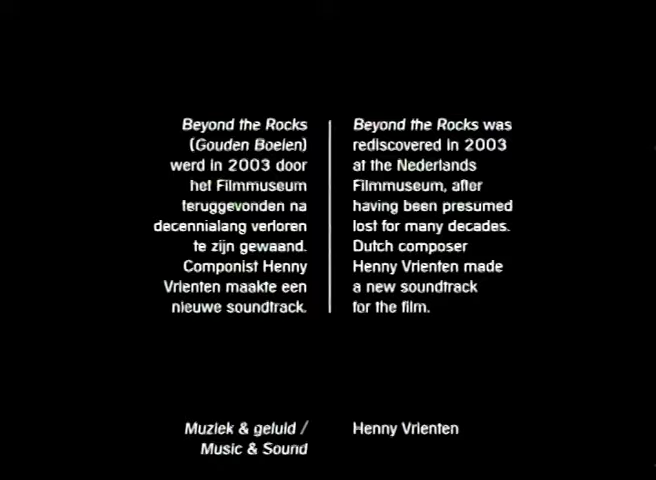 Beyond the Rocks
(Gouden Boeien)
werd in 2003 door
het Filmmuseum
teruggevonden na
decennialang verloren
te zijn gewaand.
Componist Henny
Vrienten maakte een
nieuwe soundtrack.
Beyond the Rocks was
rediscovered in 2003
at the Nederlands
Filmmuseum, after
having been presumed
lost for many decades.
Dutch composer
Henny Vrienten made
a new soundtrack
for the film.
Muziek & geluid /
Music & Sound
Henny Vrienten